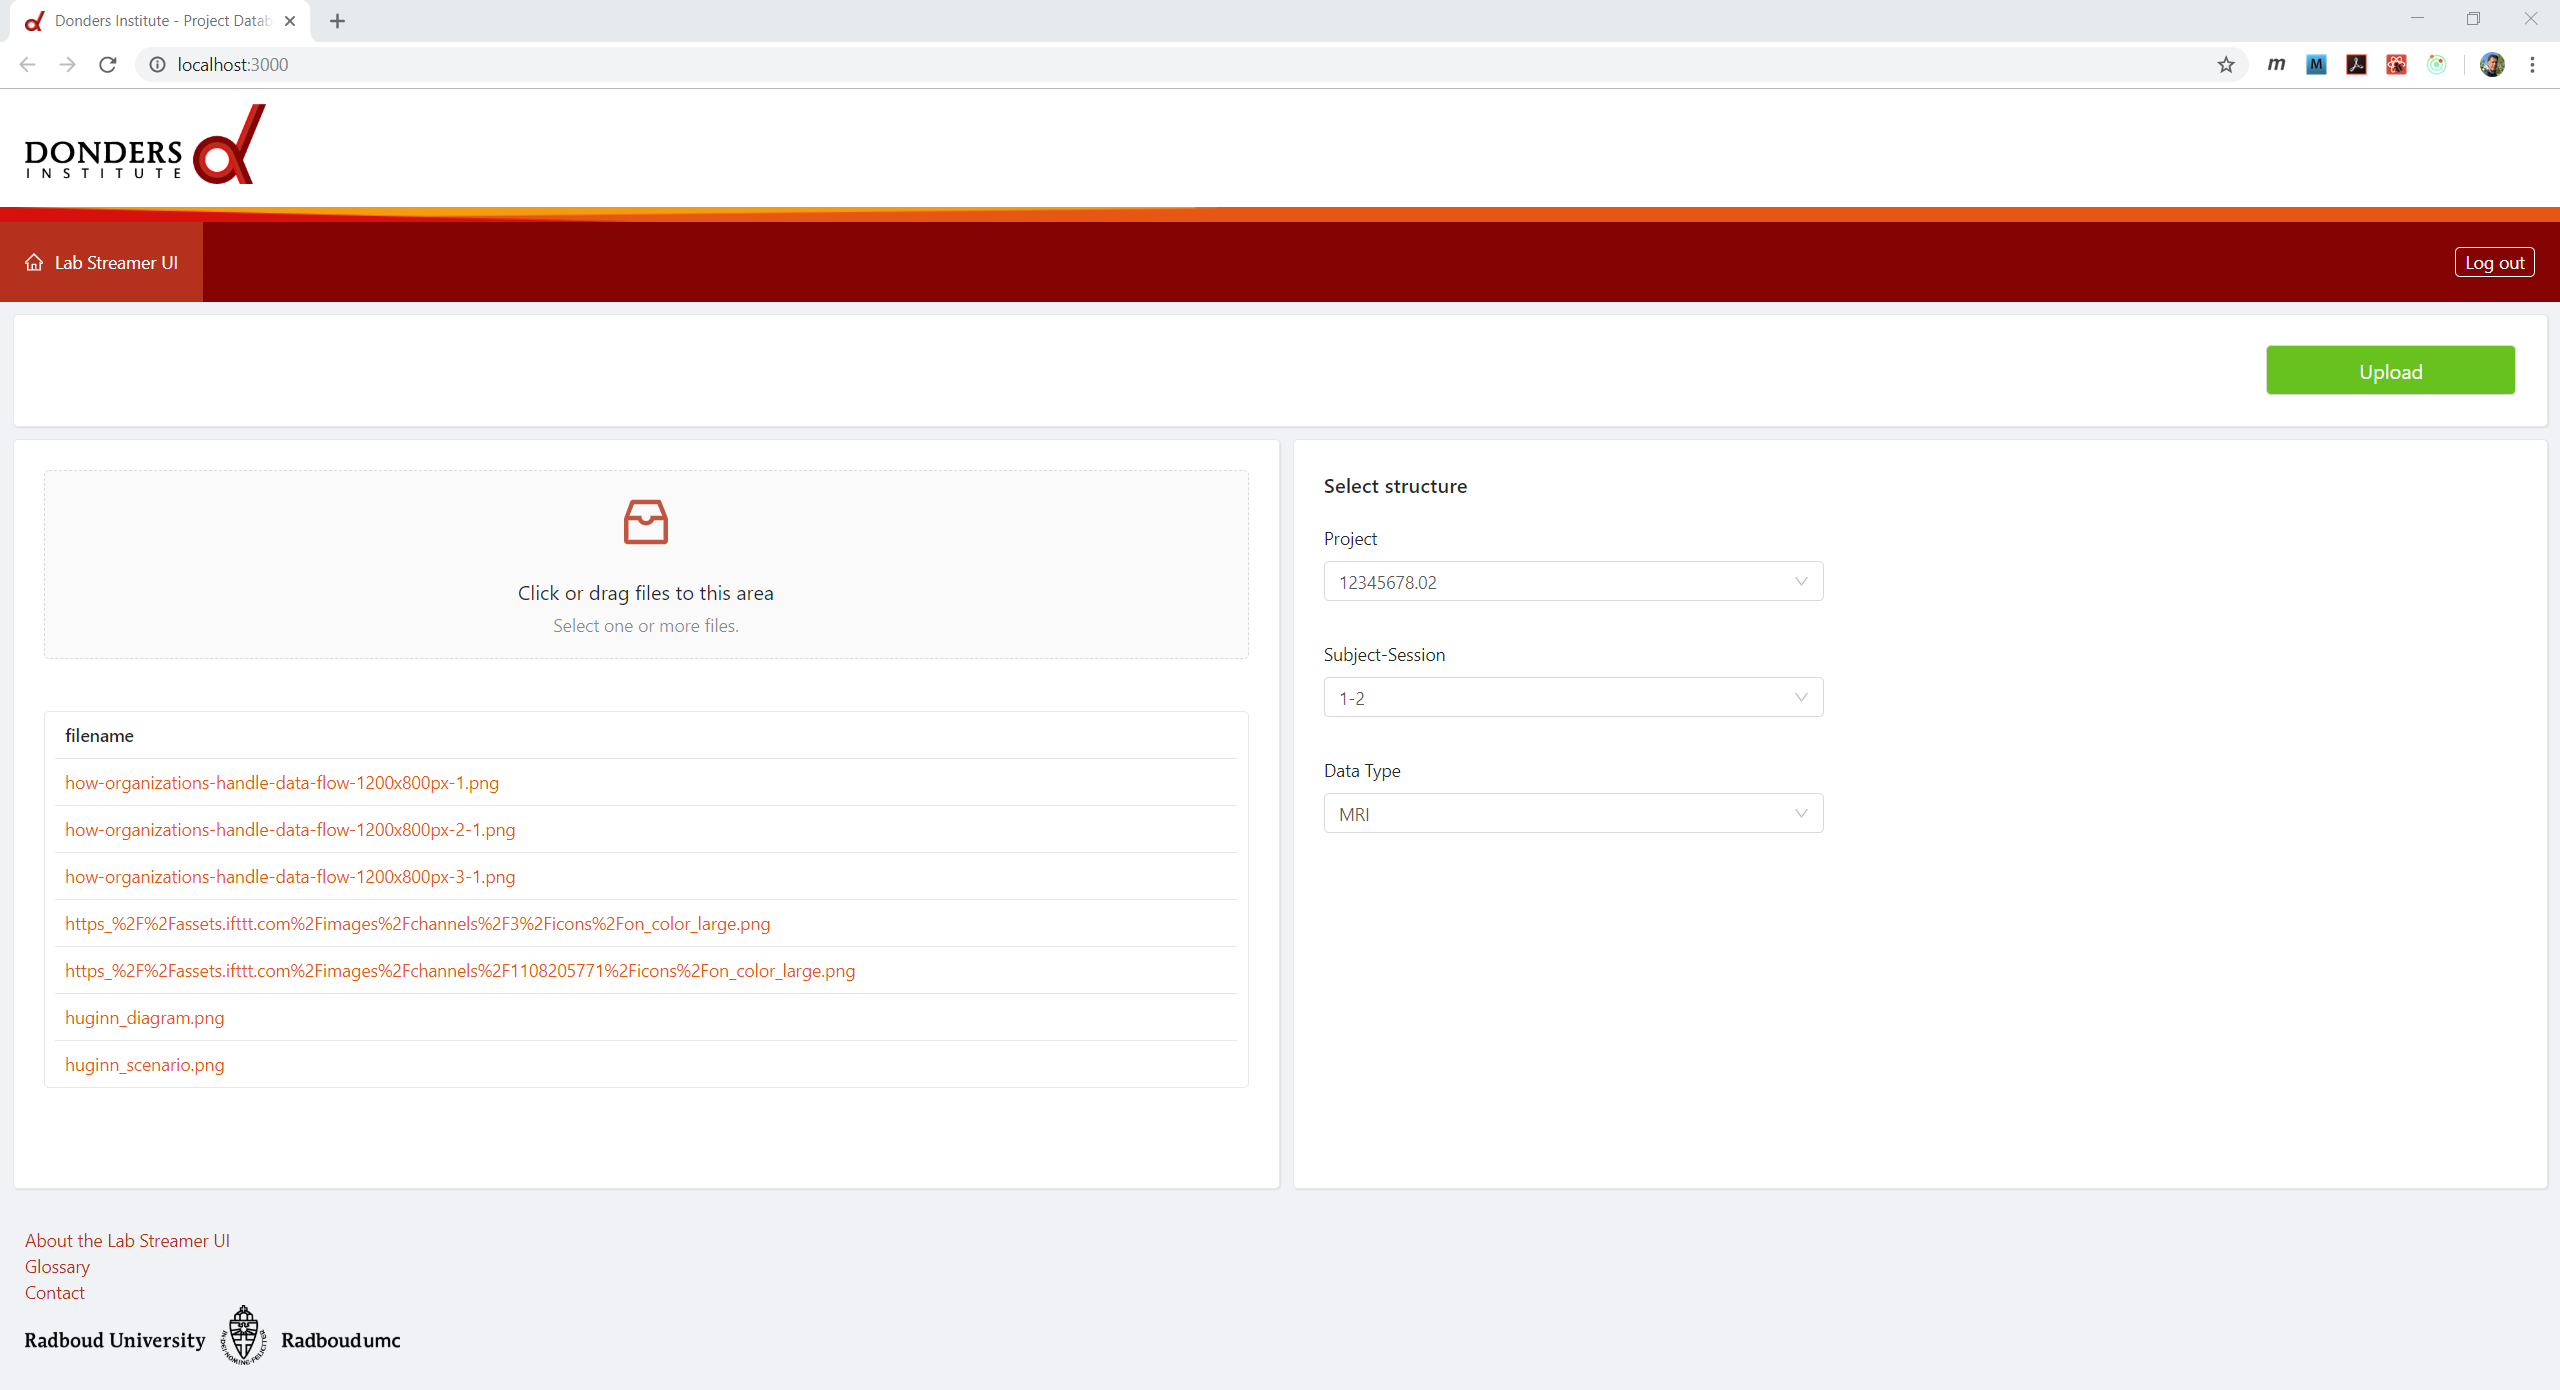 Donders Institute - Project Datab
localhost:3000
m
M
DONDERS
INSTITUTE
Lab Streamer UI
Log out
Upload
Click or drag files to this area
Select one or more files.
filename
how-organizations-handle-data-flow-1200x800px-1.png
how-organizations-handle-data-flow-1200x800px-2-1.png
how-organizations-handle-data-flow-1200x800px-3-1.png
https_%2F%2Fassets.ifttt.com%2Fimages%2Fchannels%2F3%2Ficons%2Fon_color_large.png
https_%2F%2Fassets.ifttt.com%2Fimages%2Fchannels%2F1108205771%2Ficons%2Fon_color_large.png
huginn_diagram.png
huginn_scenario.png
Select structure
Project
12345678.02
Subject-Session
1-2
Data Type
MRI
About the Lab Streamer UI
Glossary
Contact
Radboud University
Radboudumc